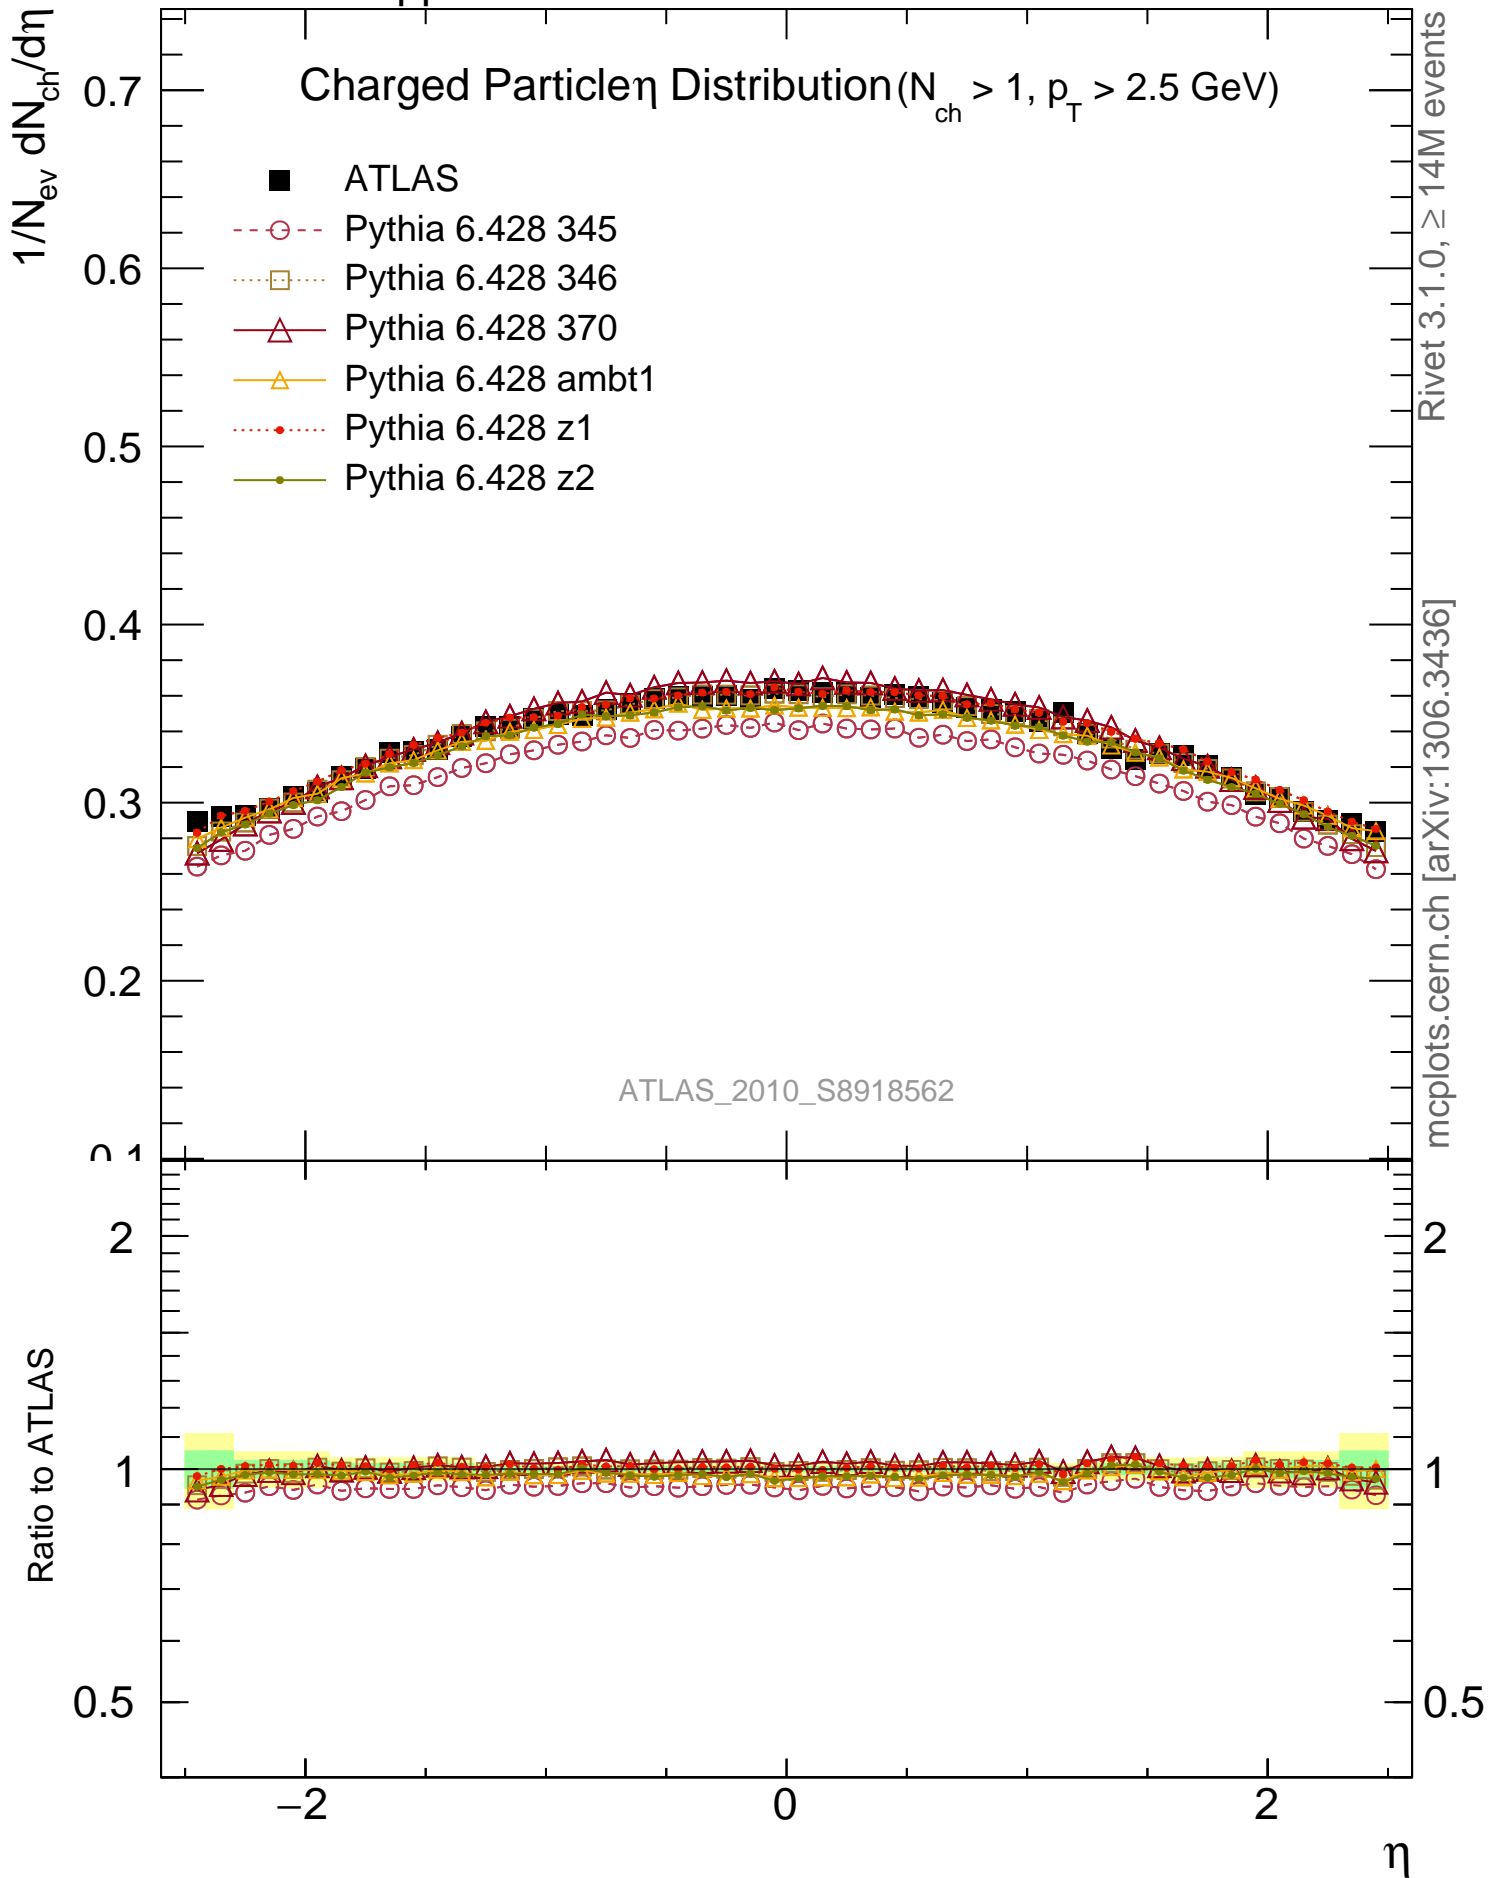 1/N_ev dN_ch/dη
Charged Particleη Distribution(N_ch > 1, p_T > 2.5 GeV)
ATLAS
Pythia 6.428 345
Pythia 6.428 346
Pythia 6.428 370
Pythia 6.428 ambt1
Pythia 6.428 z1
Pythia 6.428 z2
0.7
0.6
0.5
0.4
0.3
0.2
0.1
ATLAS_2010_S8918562
Rivet 3.1.0, ≥ 14M events
mcplots.cern.ch [arXiv:1306.3436]
Ratio to ATLAS
2
1
0.5
2
1
0.5
−2
0
2
η